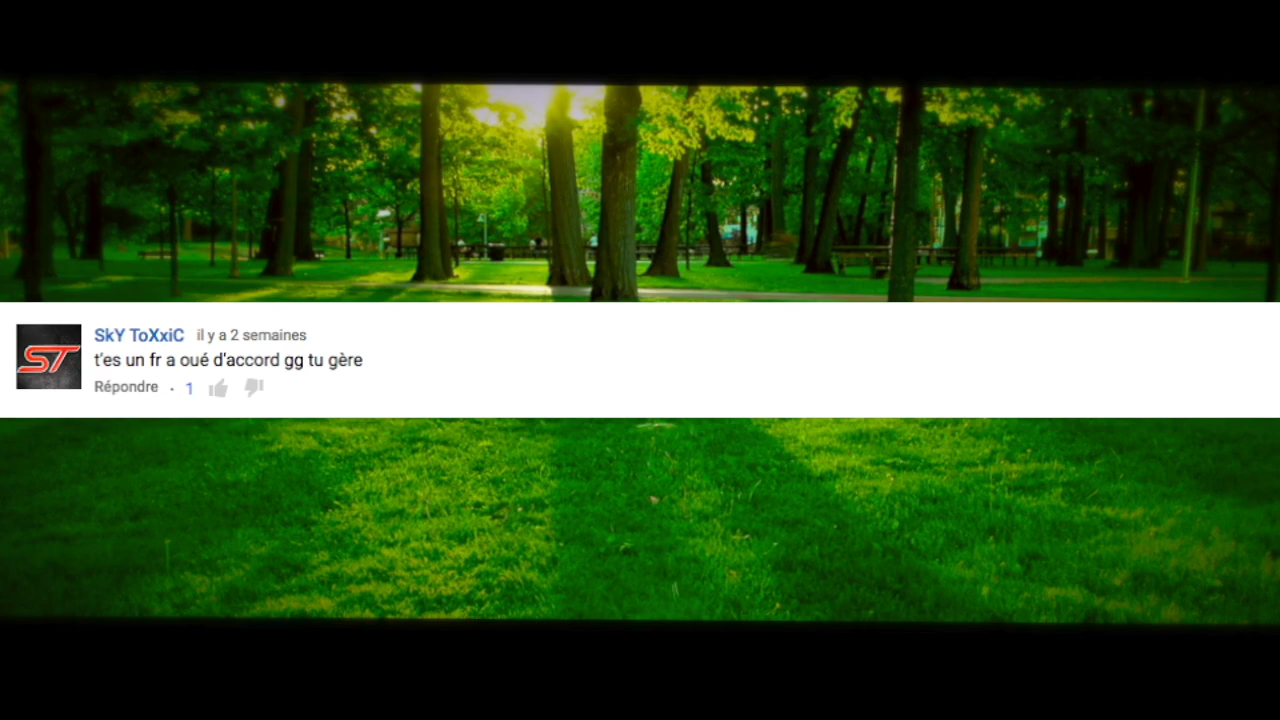 ST
SkY ToXxiC il y a 2 semaines
t'es un fr a oué d'accord gg tu gère
Répondre · 1